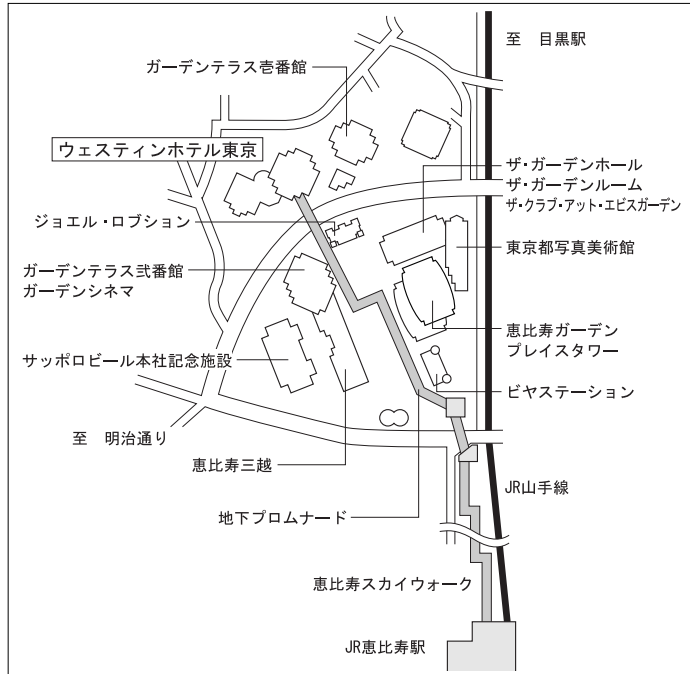 至 目黒駅
ガーデンテラス壱番館
ウェスティンホテル東京
ザ・ガーデンホール
ザ・ガーデンルーム
ザ・クラブ・アット・エビスガーデン
ジョエル・ロブション
東京都写真美術館
ガーデンテラス弐番館
ガーデンシネマ
恵比寿ガーデン
プレイスタワー
サッポロビール本社記念施設
ビヤステーション
至 明治通り
恵比寿三越
JR山手線
地下プロムナード
恵比寿スカイウォーク
JR恵比寿駅